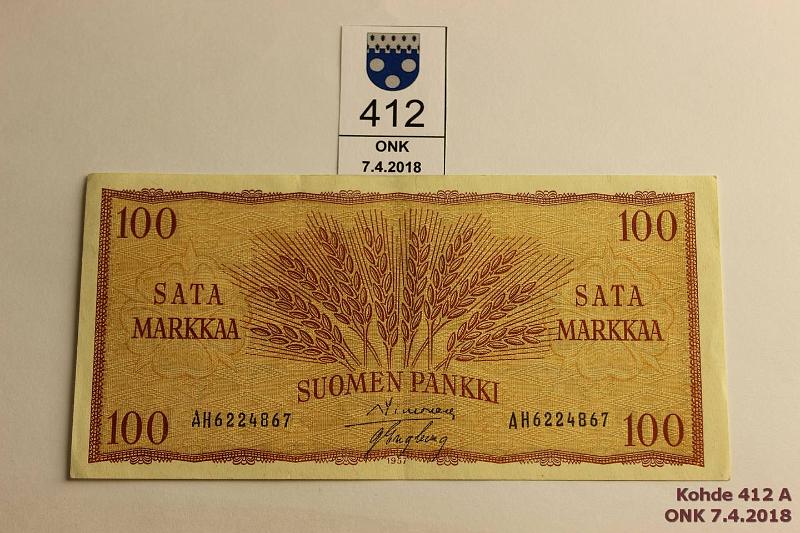 412
ONK
7.4.2018
100 100
SATA SATA
MARKKAA MARKKAA
SUOMEN PANKKI
AH6224867 AH6224867
100 100
1957
Kohde 412 A
ONK 7.4.2018